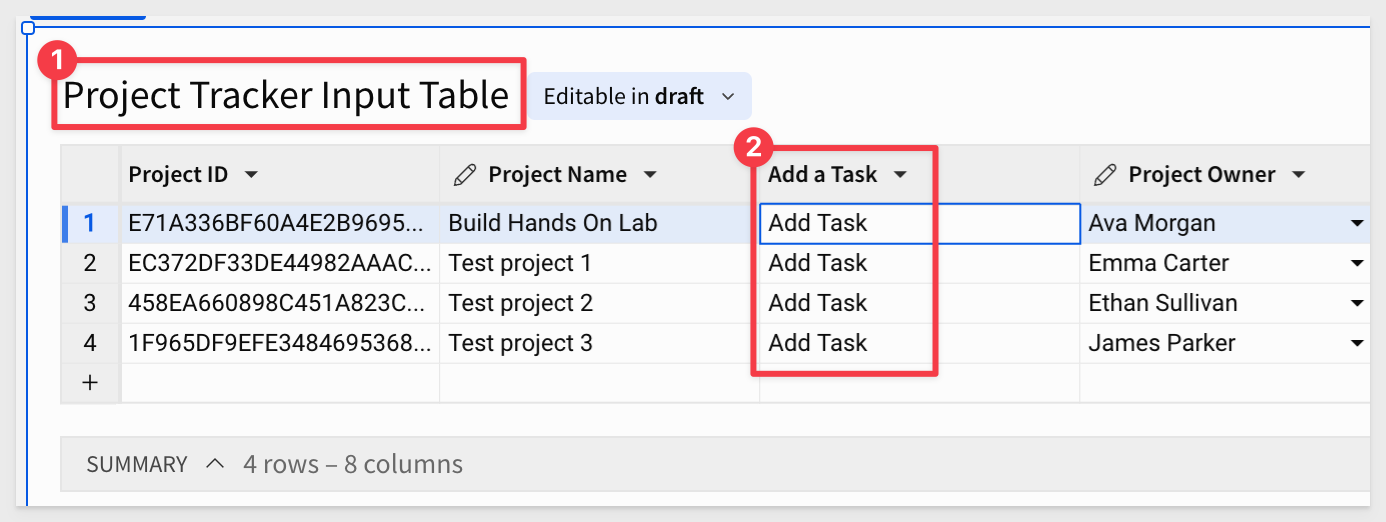 1
Project Tracker Input Table Editable in draft
2
Project ID Project Name Add a Task Project Owner
1 E71A336BF60A4E2B9695... Build Hands On Lab Add Task Ava Morgan
2 EC372DF33DE44982AAAC... Test project 1 Add Task Emma Carter
3 458EA660898C451A823C... Test project 2 Add Task Ethan Sullivan
4 1F965DF9EFE3484695368... Test project 3 Add Task James Parker
+
SUMMARY 4 rows – 8 columns